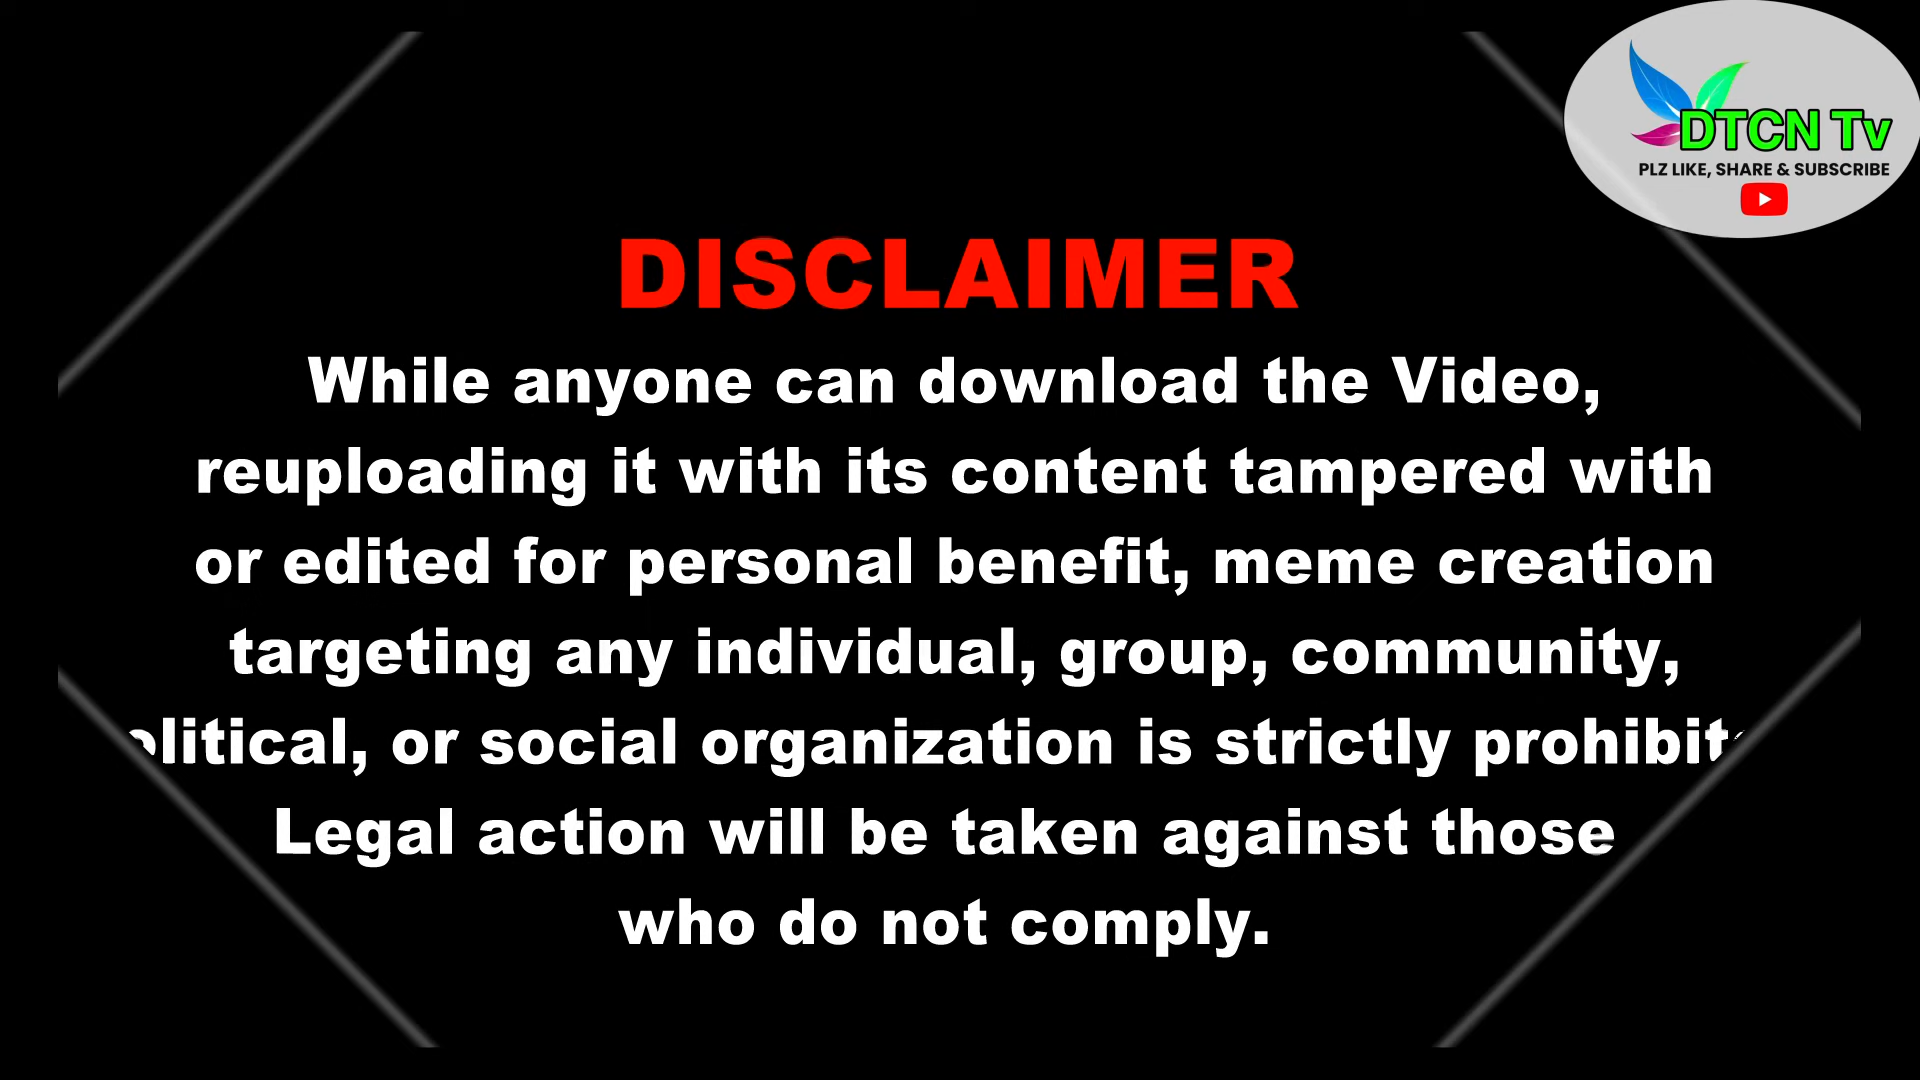 DTCN Tv
PLZ LIKE, SHARE & SUBSCRIBE
DISCLAIMER
While anyone can download the Video,
reuploading it with its content tampered with
or edited for personal benefit, meme creation
targeting any individual, group, community,
olitical, or social organization is strictly prohibit
Legal action will be taken against those
who do not comply.